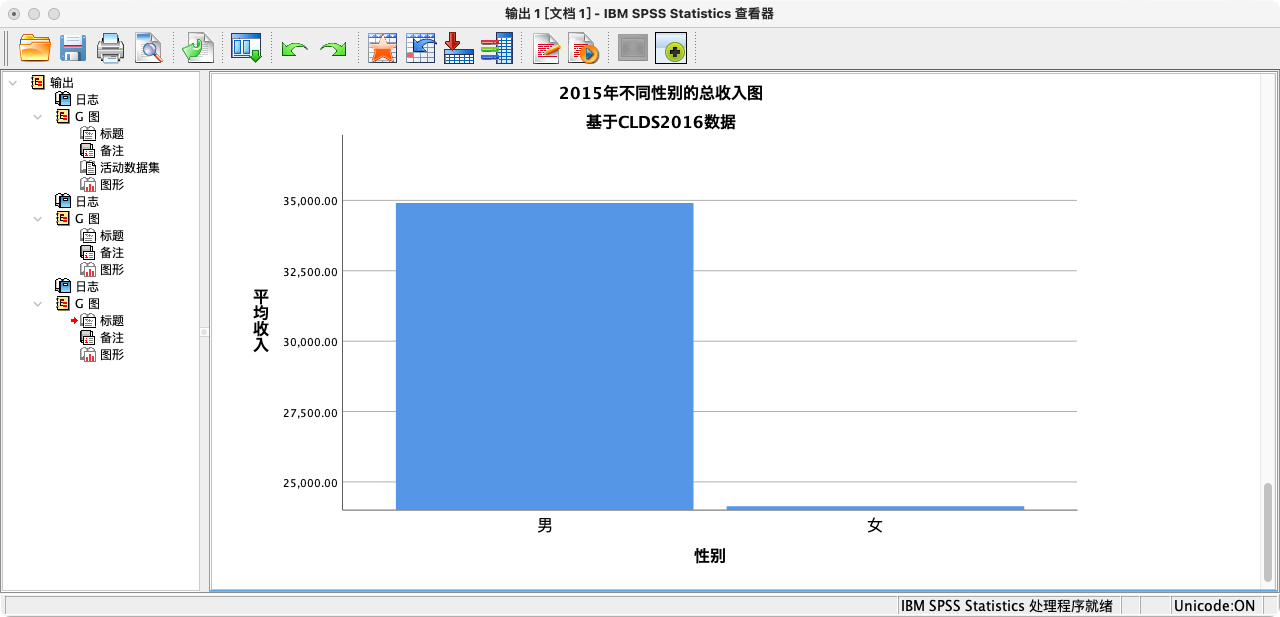 输出 1 [文档 1] - IBM SPSS Statistics 查看器
输出
日志
G 图
标题
备注
活动数据集
图形
日志
G 图
标题
备注
图形
日志
G 图
标题
备注
图形
2015年不同性别的总收入图
基于CLDS2016数据
平均收入
35,000.00
32,500.00
30,000.00
27,500.00
25,000.00
男
女
性别
IBM SPSS Statistics 处理程序就绪
Unicode:ON